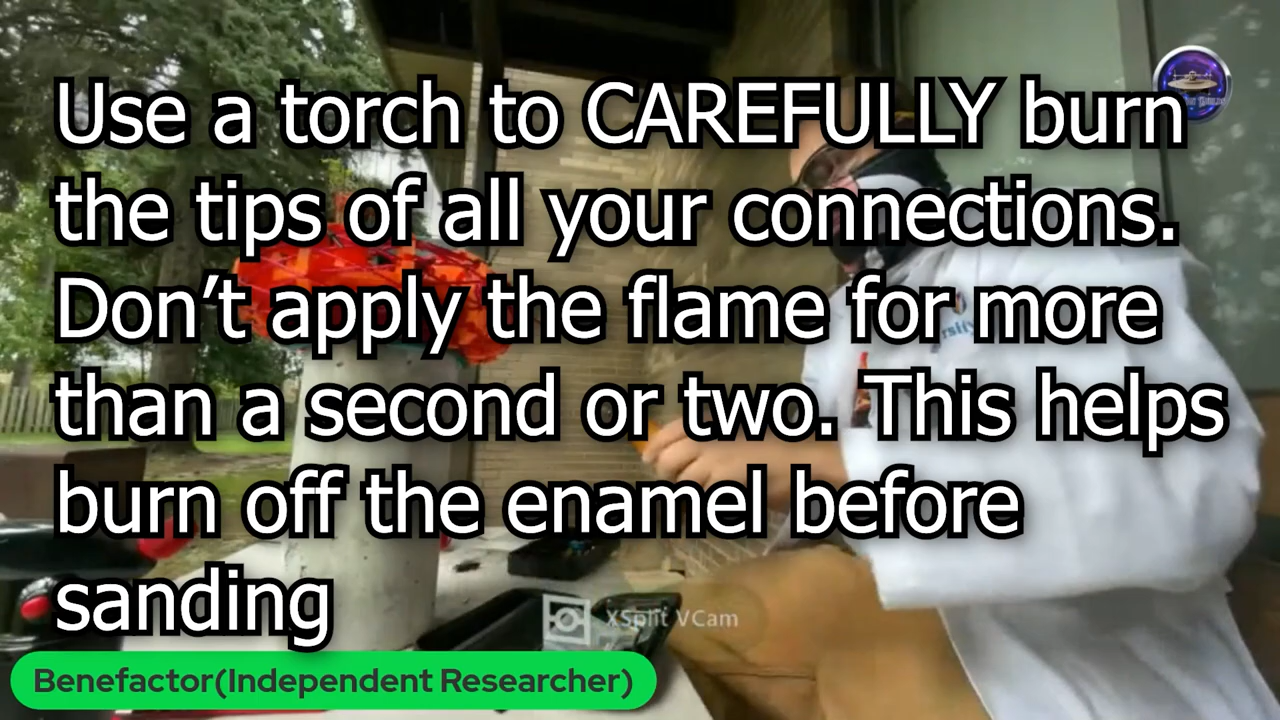 Use a torch to CAREFULLY burn
the tips of all your connections.
Don’t apply the flame for more
than a second or two. This helps
burn off the enamel before
sanding
XSplit VCam
Benefactor(Independent Researcher)